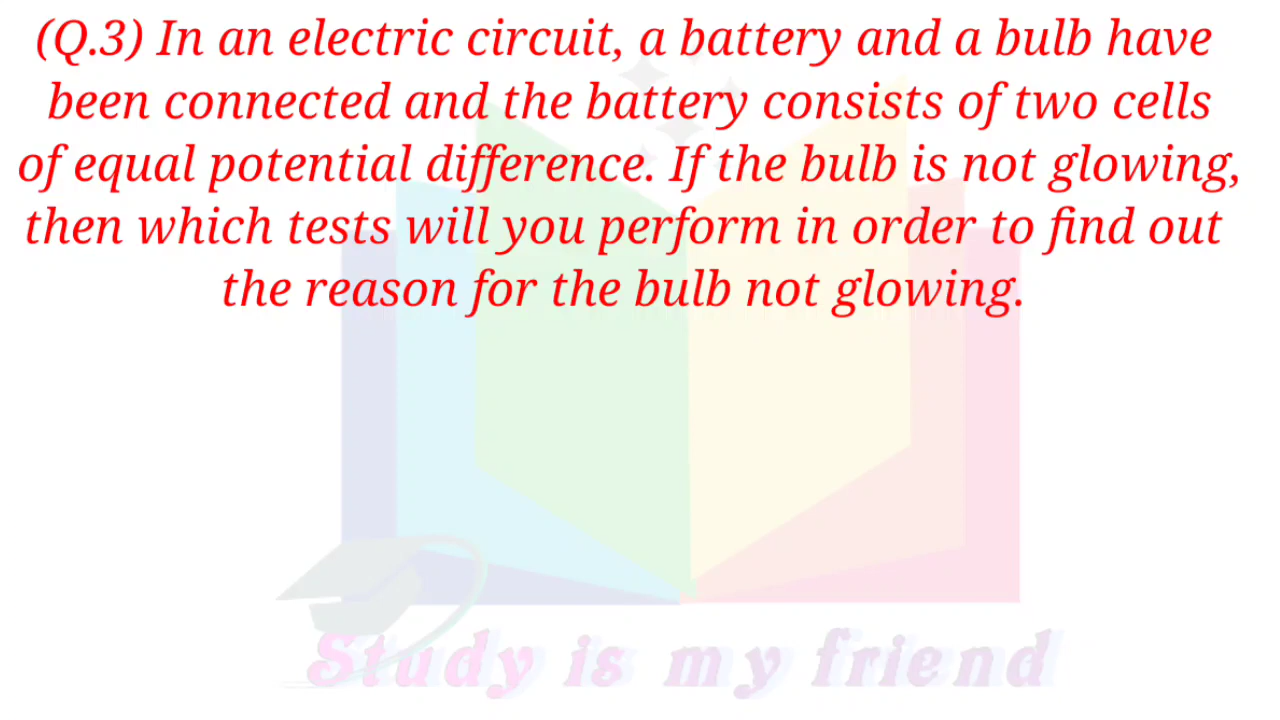 (Q.3) In an electric circuit, a battery and a bulb have
been connected and the battery consists of two cells
of equal potential difference. If the bulb is not glowing,
then which tests will you perform in order to find out
the reason for the bulb not glowing.
Study is my friend